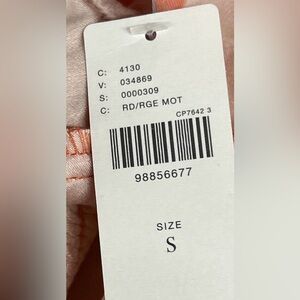 C: 4130
V: 034869
S: 0000309
C: RD/RGE MOT
CP7642 3
98856677
SIZE
S